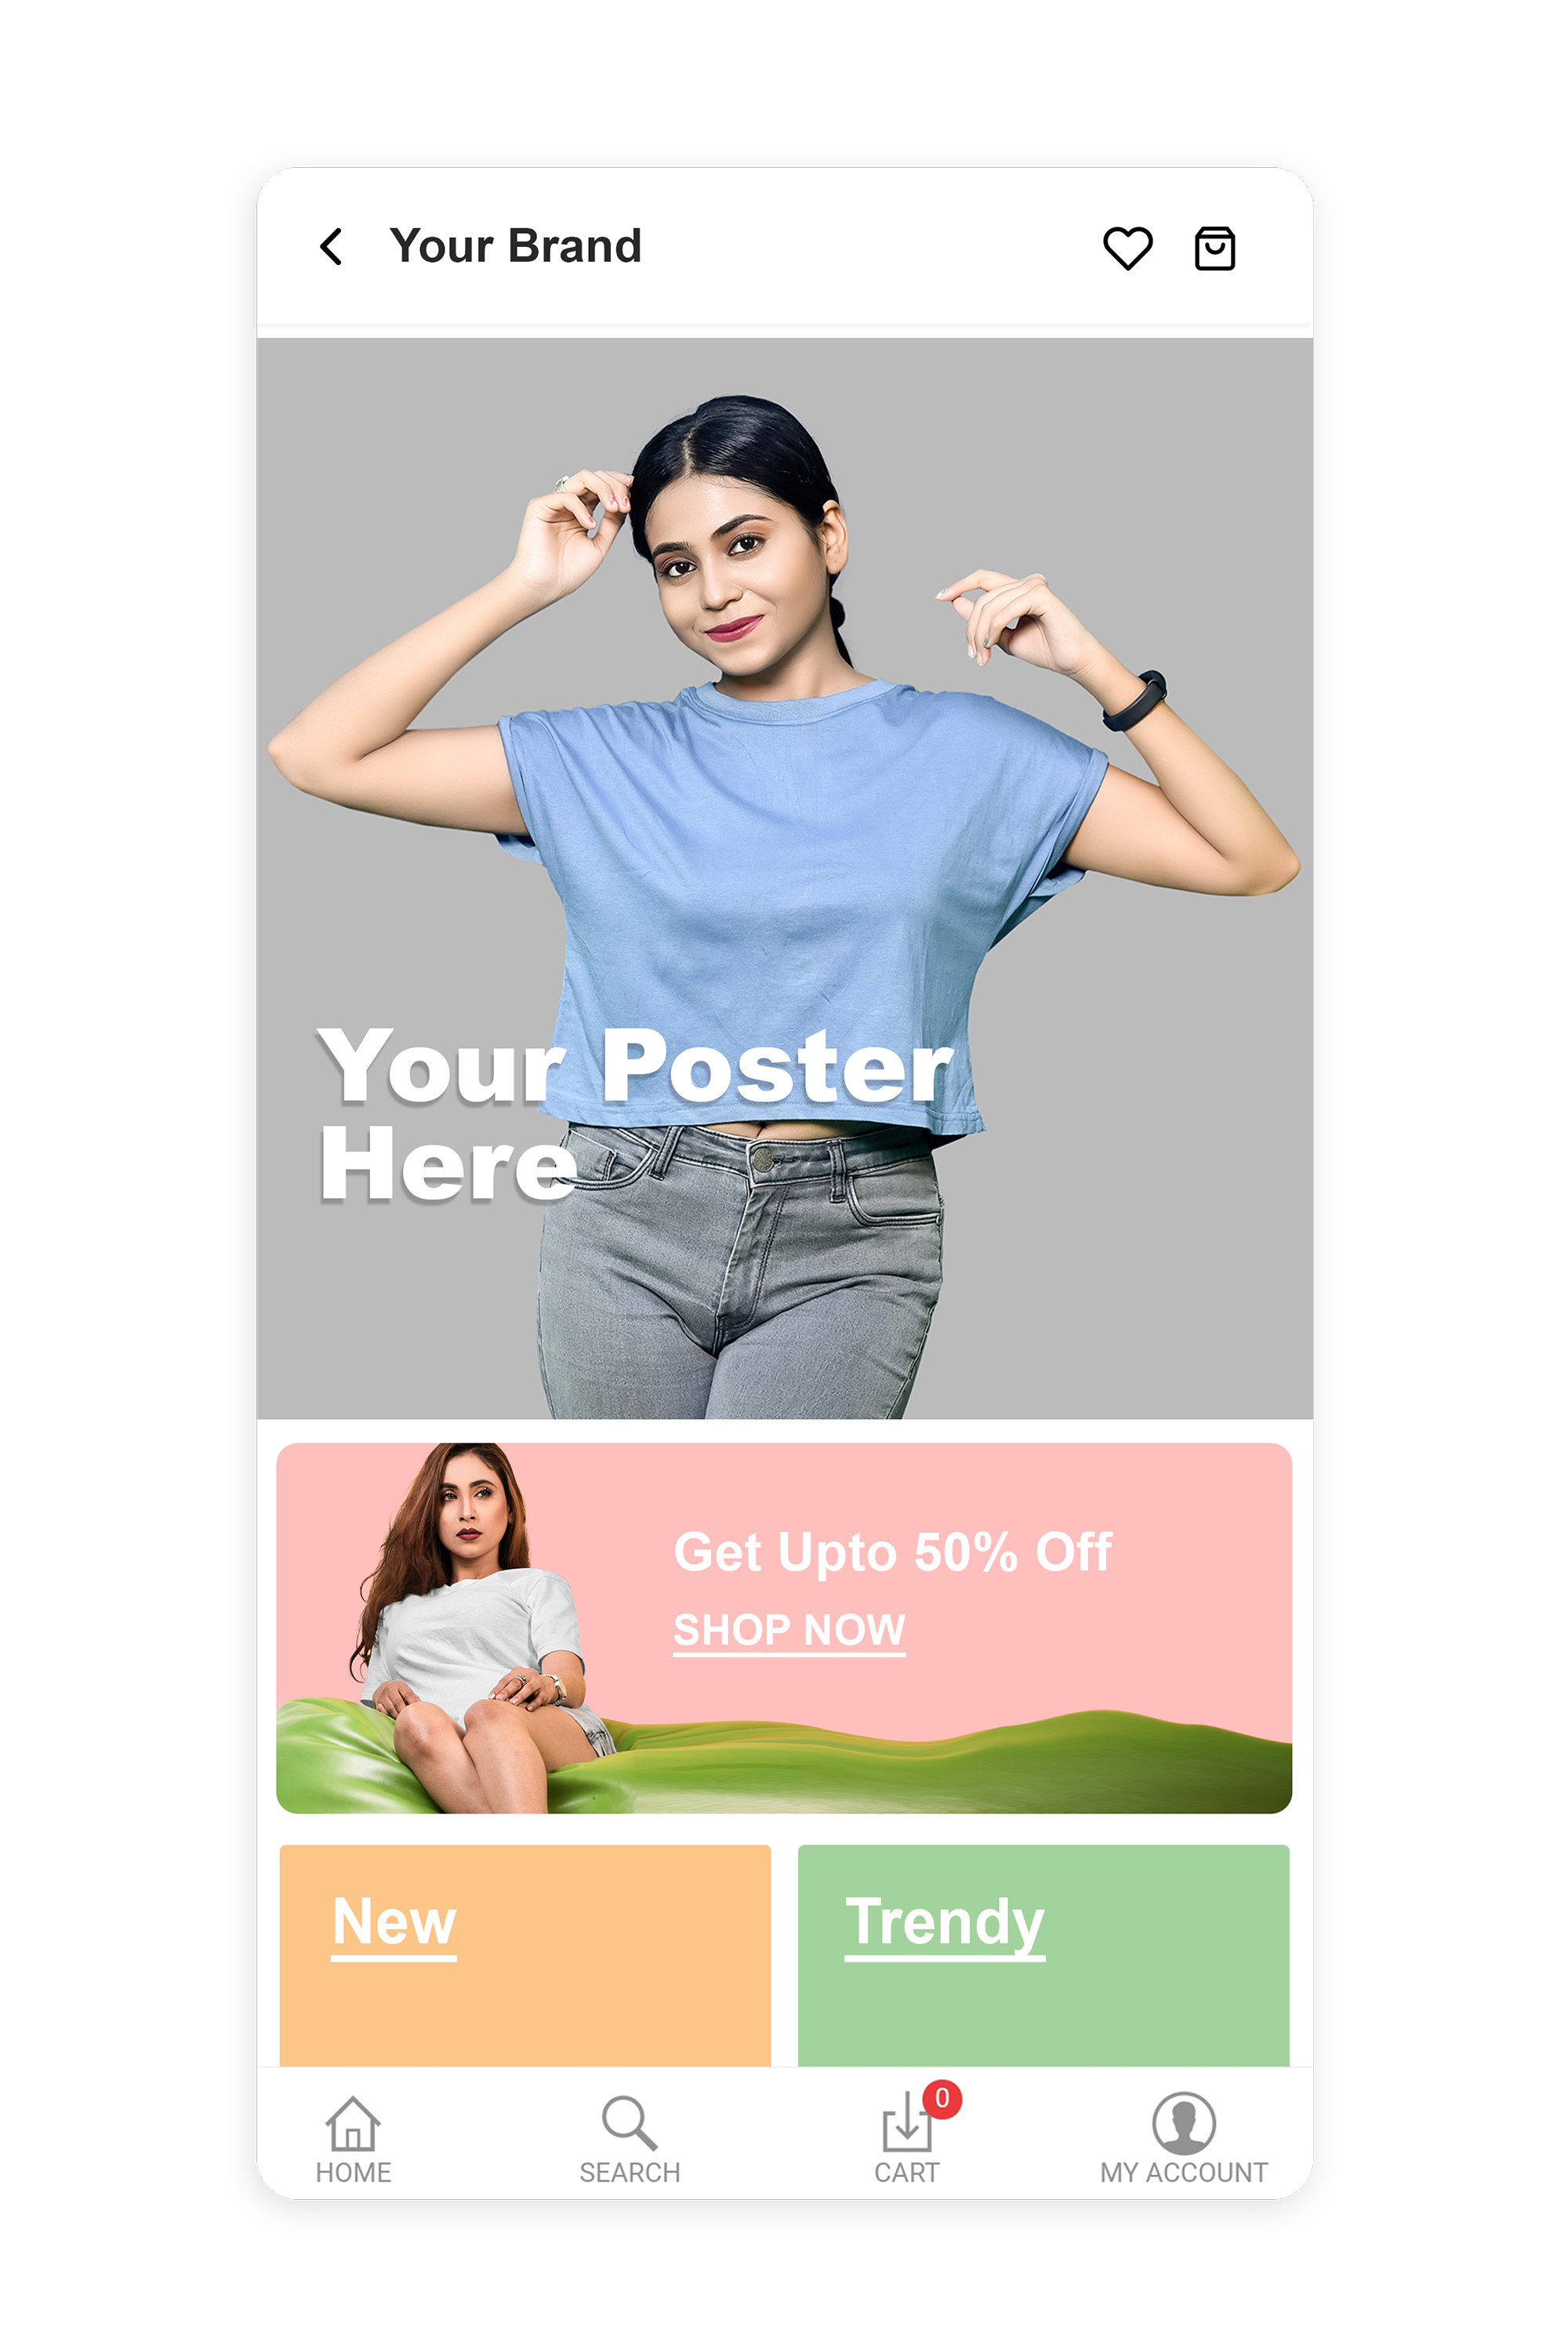 Your Brand
Your Poster
Here
Get Upto 50% Off
SHOP NOW
New
Trendy
0
HOME
SEARCH
CART
MY ACCOUNT